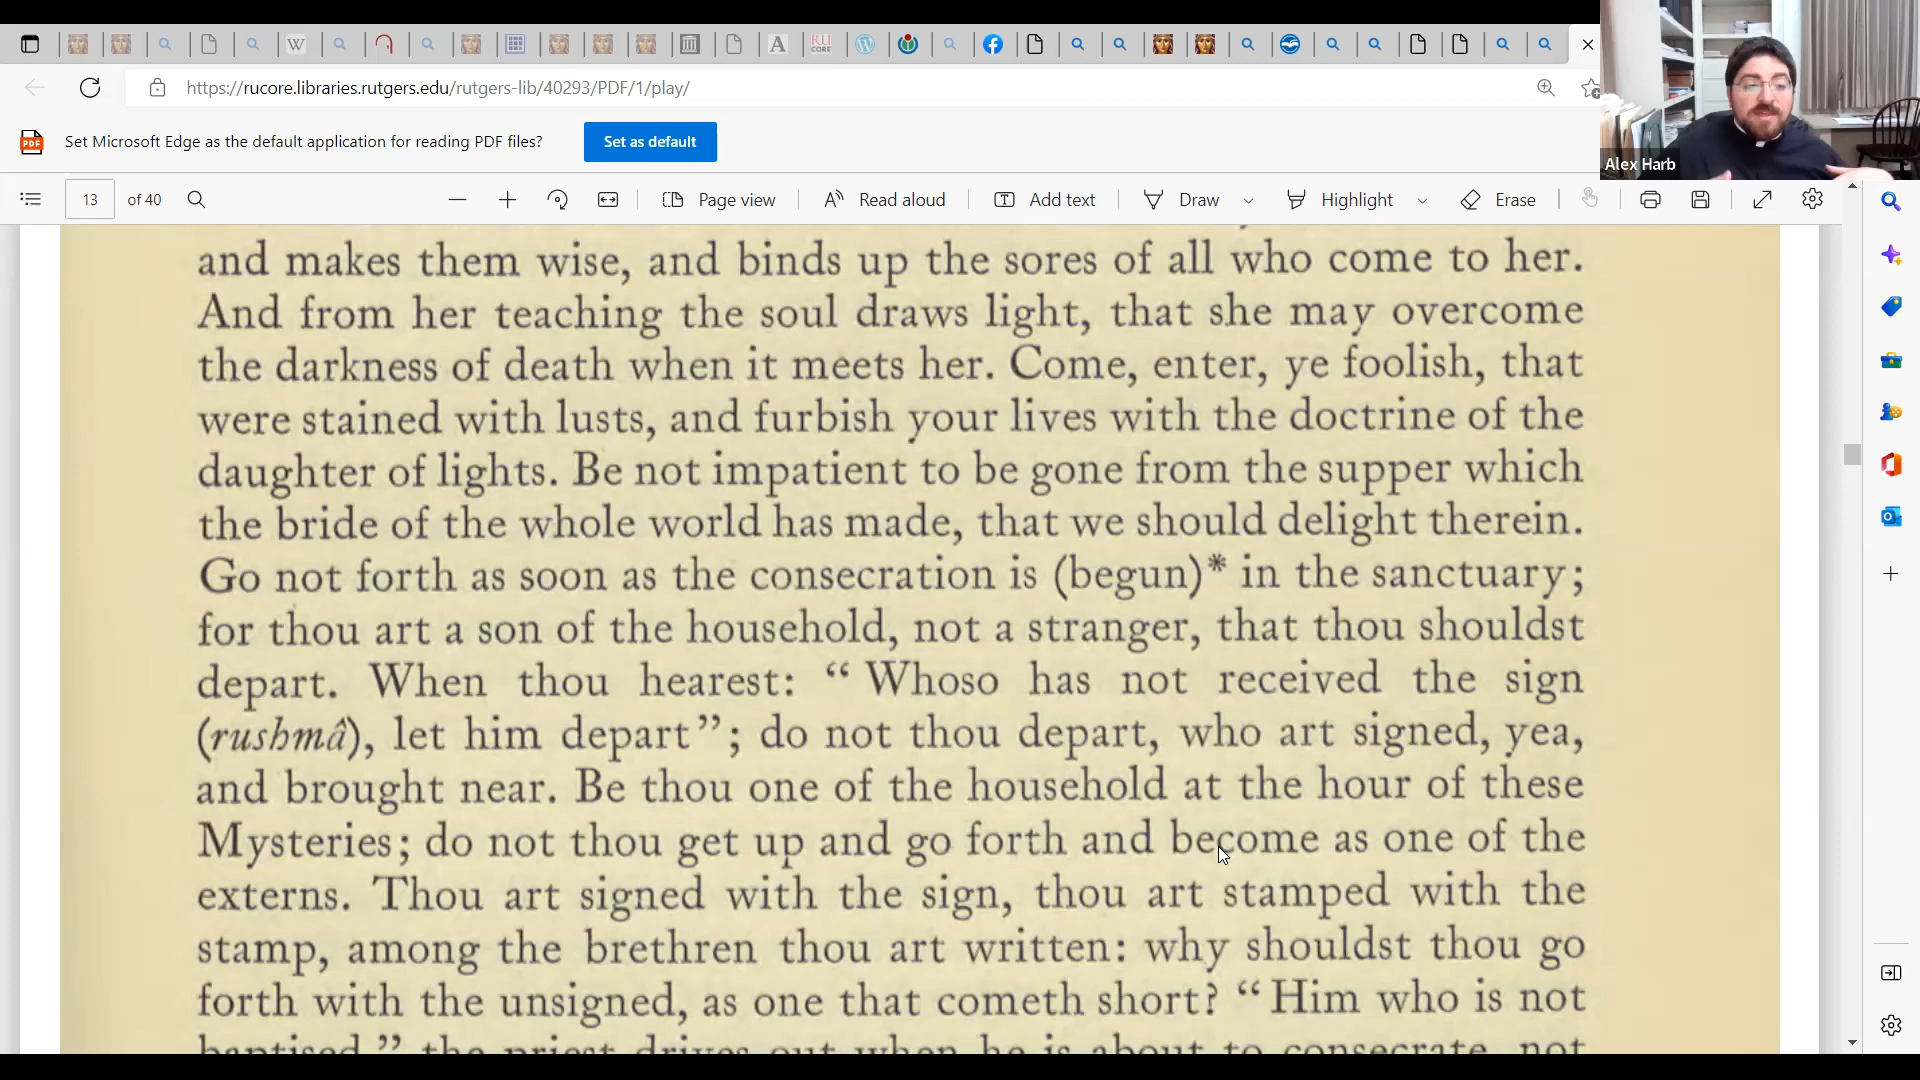 https://rucore.libraries.rutgers.edu/rutgers-lib/40293/PDF/1/play/
Set Microsoft Edge as the default application for reading PDF files?
Set as default
Alex Harb
13 of 40
Page view
Read aloud
Add text
Draw
Highlight
Erase
and makes them wise, and binds up the sores of all who come to her.
And from her teaching the soul draws light, that she may overcome
the darkness of death when it meets her. Come, enter, ye foolish, that
were stained with lusts, and furbish your lives with the doctrine of the
daughter of lights. Be not impatient to be gone from the supper which
the bride of the whole world has made, that we should delight therein.
Go not forth as soon as the consecration is (begun)* in the sanctuary;
for thou art a son of the household, not a stranger, that thou shouldst
depart. When thou hearest: “ Whoso has not received the sign
(rushmâ), let him depart”; do not thou depart, who art signed, yea,
and brought near. Be thou one of the household at the hour of these
Mysteries; do not thou get up and go forth and become as one of the
externs. Thou art signed with the sign, thou art stamped with the
stamp, among the brethren thou art written: why shouldst thou go
forth with the unsigned, as one that cometh short? “ Him who is not
baptised,” the priest drives out when he is about to consecrate, not